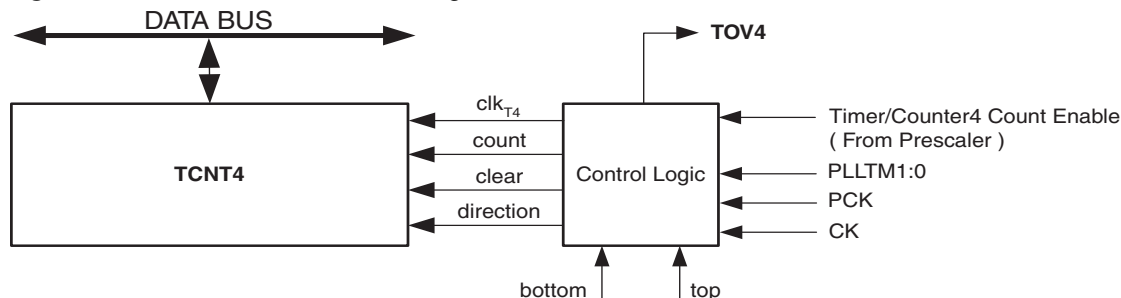 DATA BUS
TOV4
clkT4
count
clear
direction
TCNT4
Control Logic
Timer/Counter4 Count Enable
( From Prescaler )
PLLTM1:0
PCK
CK
bottom
top